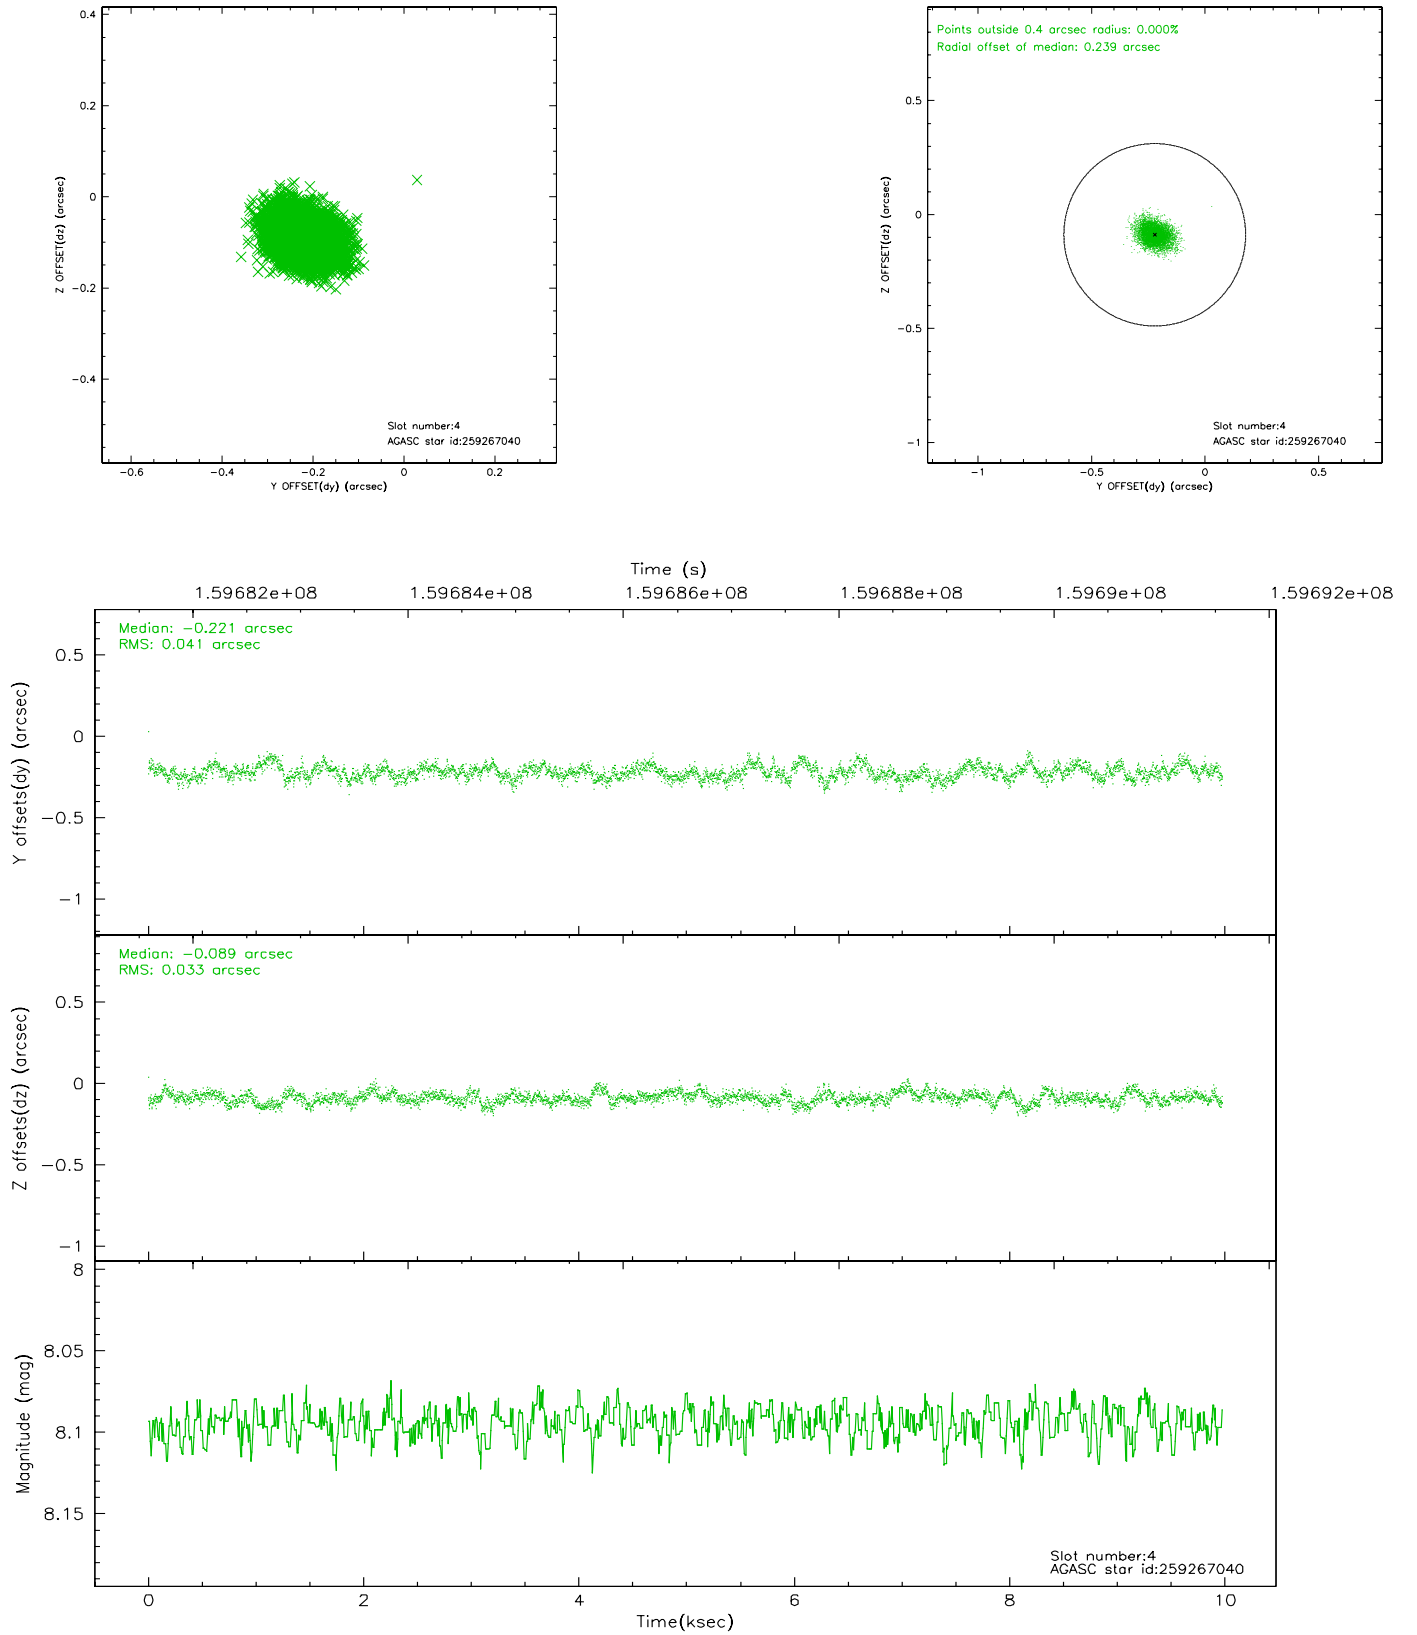 0.4
0.2
0
−0.2
−0.4
Z OFFSET(dz) (arcsec)
Slot number:4
AGASC star id:259267040
−0.6 −0.4 −0.2 0 0.2
Y OFFSET(dy) (arcsec)
Points outside 0.4 arcsec radius: 0.000%
Radial offset of median: 0.239 arcsec
0.5
0
−0.5
−1
Z OFFSET(dz) (arcsec)
Slot number:4
AGASC star id:259267040
−1 −0.5 0 0.5
Y OFFSET(dy) (arcsec)
Time (s)
1.59682e+08 1.59684e+08 1.59686e+08 1.59688e+08 1.5969e+08 1.59692e+08
Median: −0.221 arcsec
RMS: 0.041 arcsec
0.5
0
−0.5
−1
Y offsets(dy) (arcsec)
Median: −0.089 arcsec
RMS: 0.033 arcsec
0.5
0
−0.5
−1
Z offsets(dz) (arcsec)
8
8.05
8.1
8.15
Magnitude (mag)
Slot number:4
AGASC star id:259267040
0 2 4 6 8 10
Time(ksec)